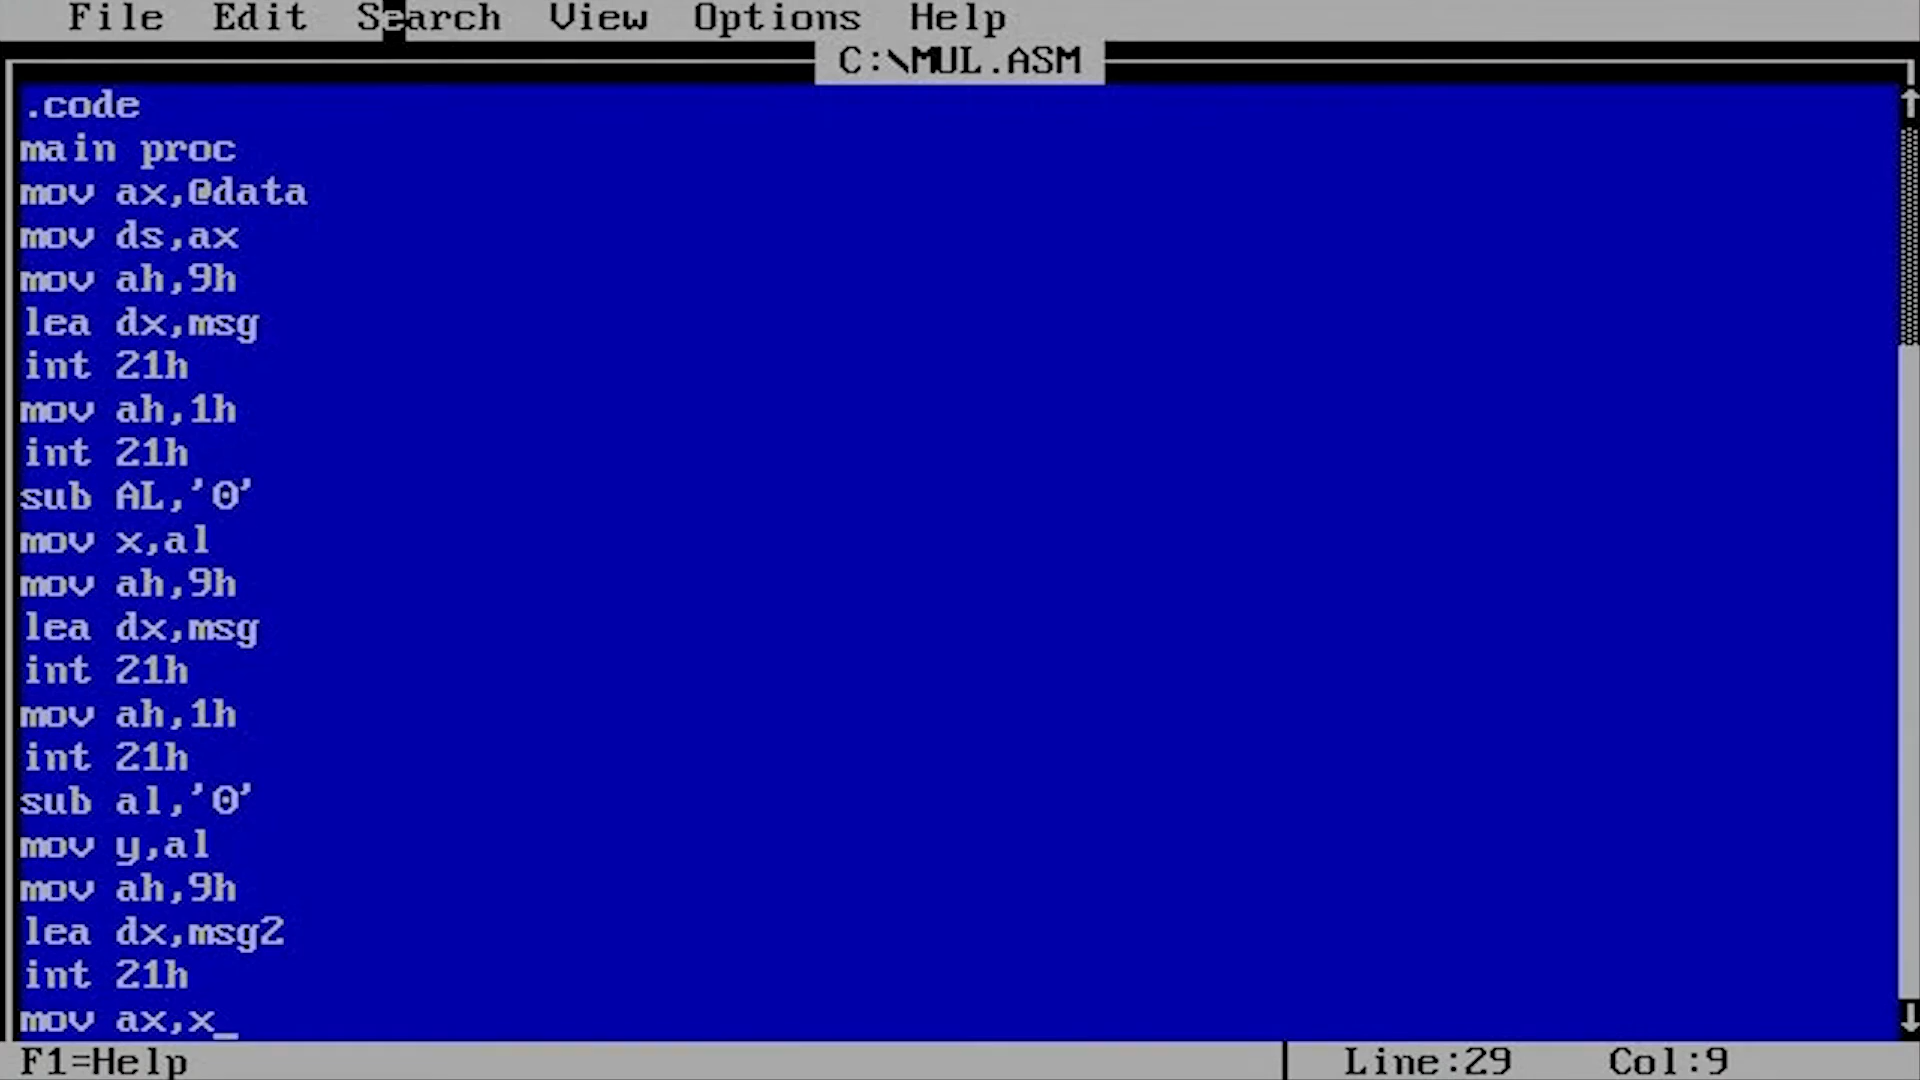 File Edit Search View Options Help
C:\MUL.ASM
.code
main proc
mov ax,@data
mov ds,ax
mov ah,9h
lea dx,msg
int 21h
mov ah,1h
int 21h
sub AL,'0'
mov x,al
mov ah,9h
lea dx,msg
int 21h
mov ah,1h
int 21h
sub al,'0'
mov y,al
mov ah,9h
lea dx,msg2
int 21h
mov ax,x_
F1=Help Line:29 Col:9